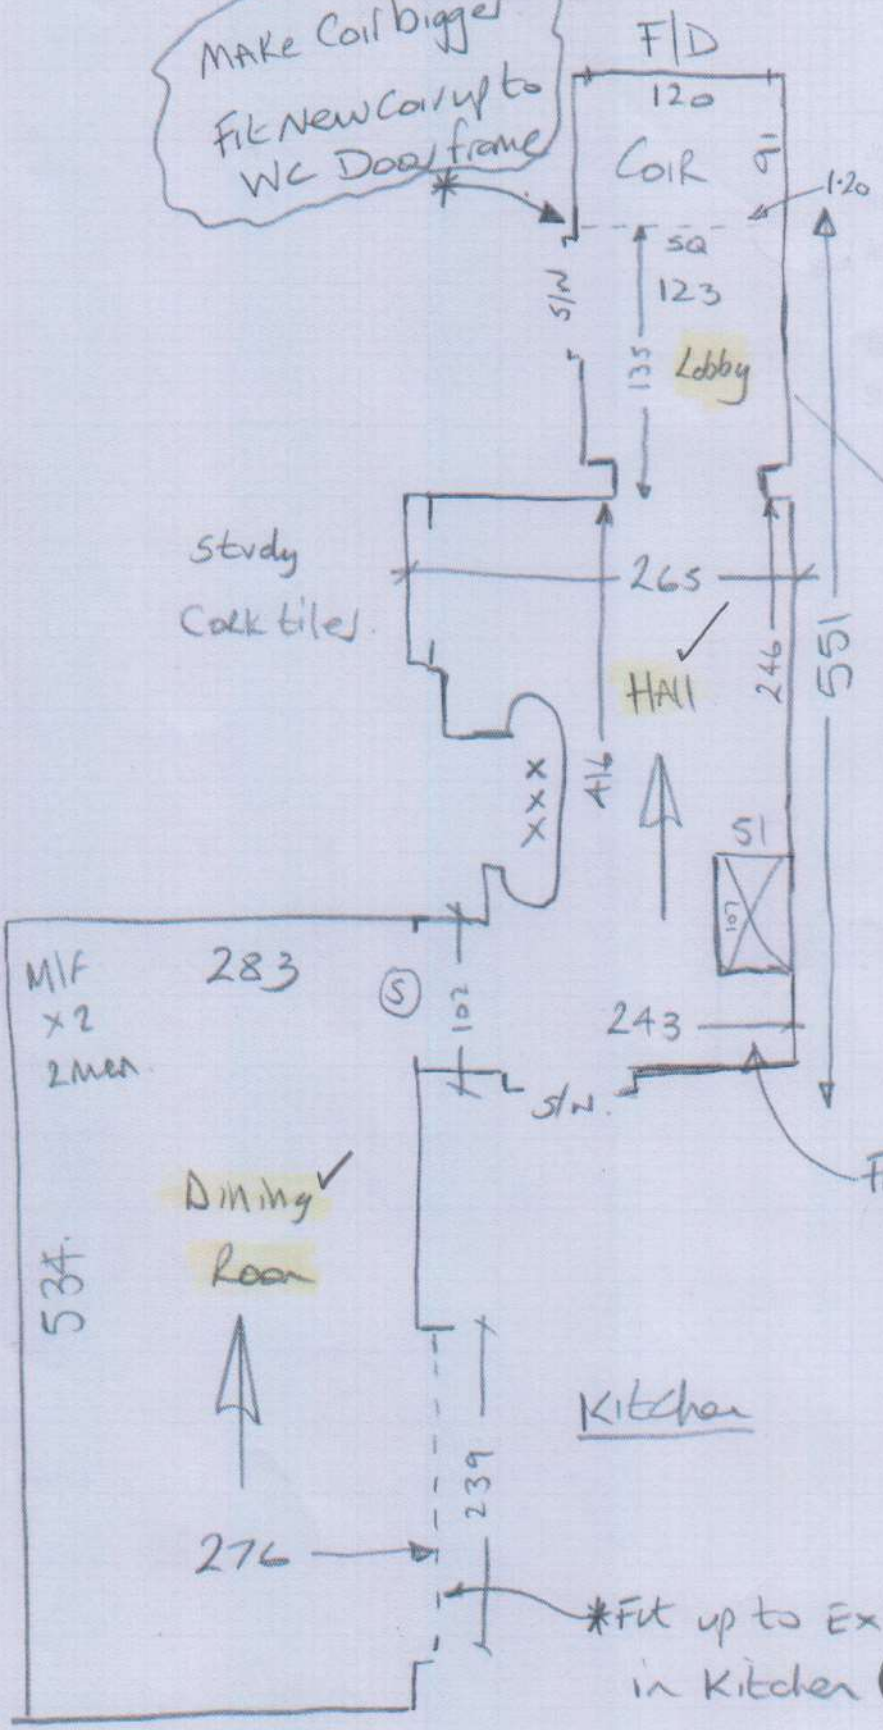 MAKE Coir bigger
Fit New Coir up to
WC Door frame
*
F/D
120
COIR
91
1.20
SQ
123
S/N
135
Lobby
Study
Cork tiles.
265
HALL
246
551
416
XXX
51
107
M/F
x2
2men
283
S
102
243
S/N.
F
Dining
Room
534.
Kitchen
239
276
*Fit up to Ex
in Kitchen (